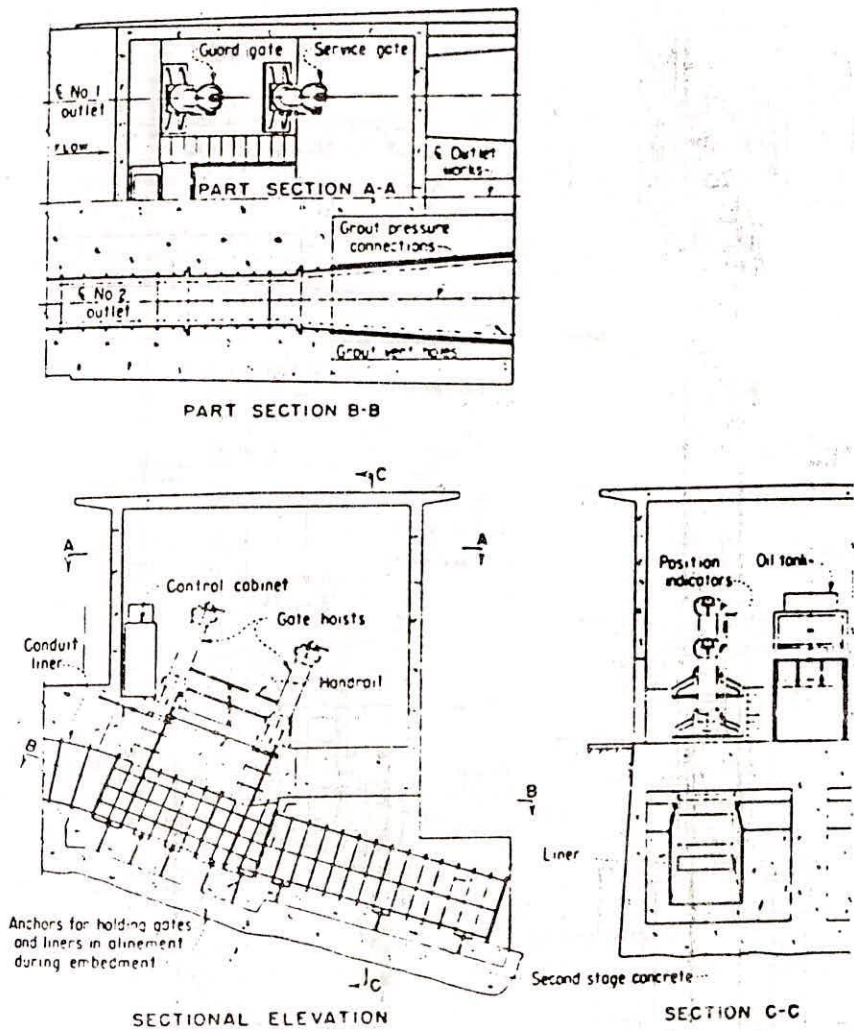 Guard gate
Service gate
℄ No. 1
outlet
FLOW
℄ Outlet
works
PART SECTION A-A
Grout pressure
connections
℄ No. 2
outlet
Grout vent holes
PART SECTION B-B
C
A
A
Control cabinet
Gate hoists
Conduit
liner
Handrail
B
B
Anchors for holding gates
and liners in alinement
during embedment
C
SECTIONAL ELEVATION
Position
indicators
Oil tank
Liner
Second stage concrete
SECTION C-C